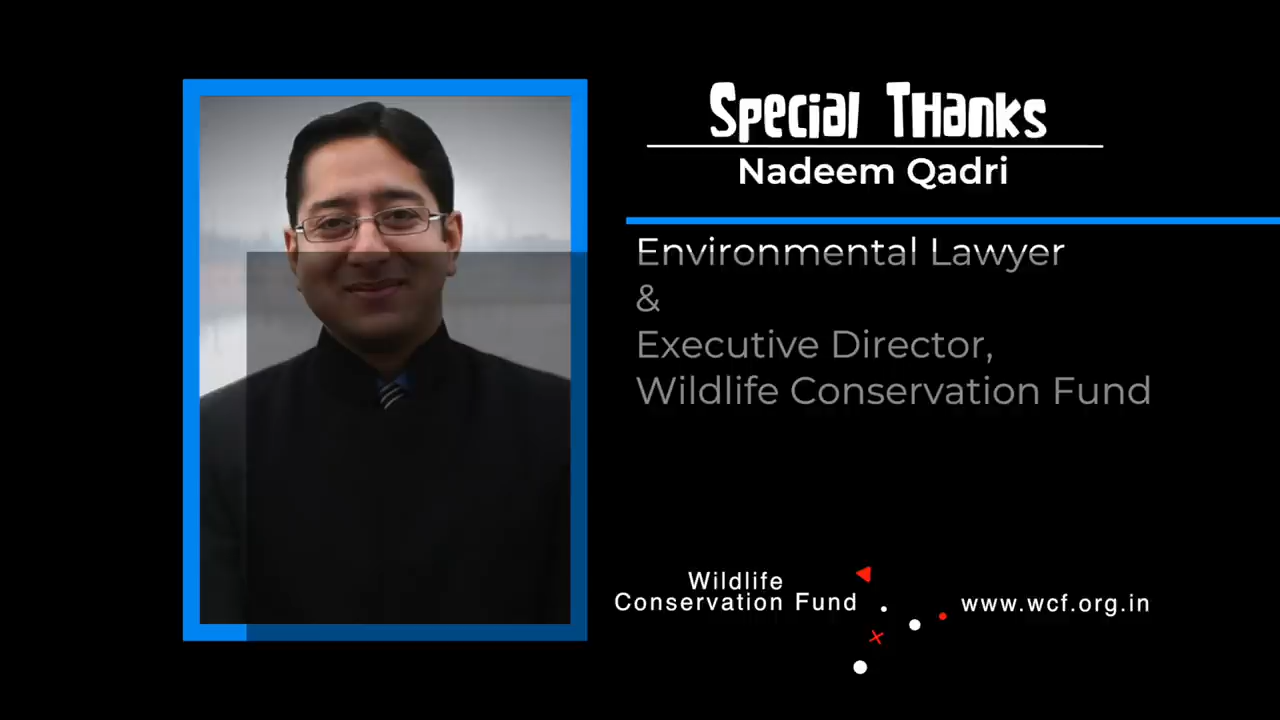 Special Thanks
Nadeem Qadri
Environmental Lawyer
&
Executive Director,
Wildlife Conservation Fund
Wildlife
Conservation Fund
www.wcf.org.in